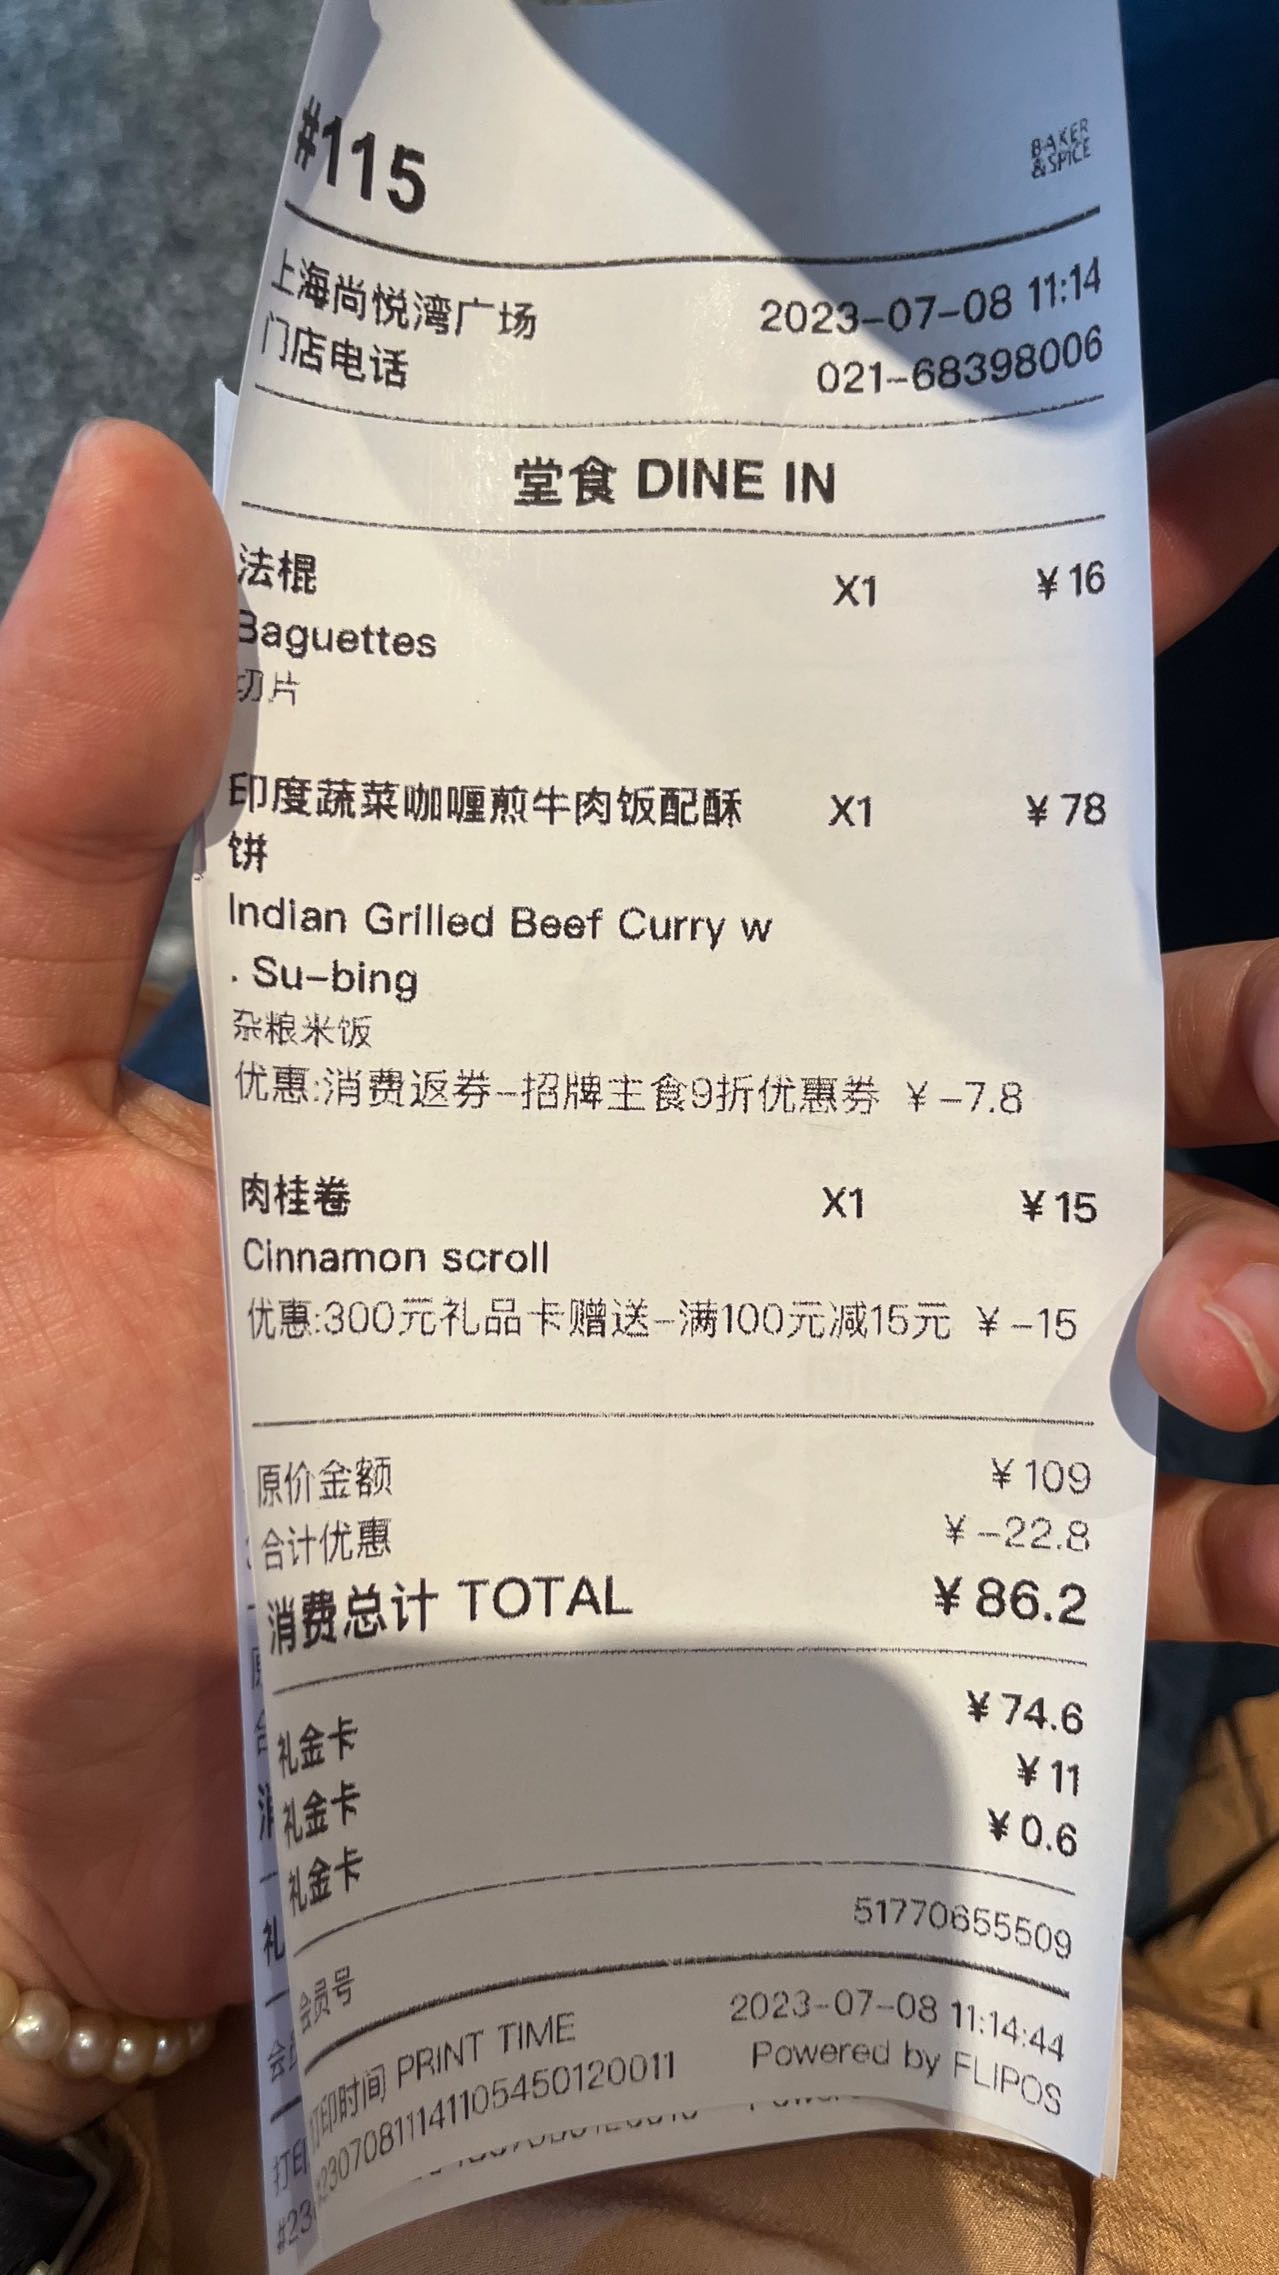 #115
BAKER
&SPICE
上海尚悦湾广场 2023-07-08 11:14
门店电话 021-68398006
堂食 DINE IN
法棍 X1 ¥16
Baguettes
切片
印度蔬菜咖喱煎牛肉饭配酥 X1 ¥78
饼
Indian Grilled Beef Curry w
. Su-bing
杂粮米饭
优惠:消费返券-招牌主食9折优惠券 ¥-7.8
肉桂卷 X1 ¥15
Cinnamon scroll
优惠:300元礼品卡赠送-满100元减15元 ¥-15
原价金额 ¥109
合计优惠 ¥-22.8
消费总计 TOTAL ¥86.2
礼金卡 ¥74.6
礼金卡 ¥11
礼金卡 ¥0.6
会员号 51770655509
打印时间 PRINT TIME 2023-07-08 11:14:44
Powered by FLIPOS